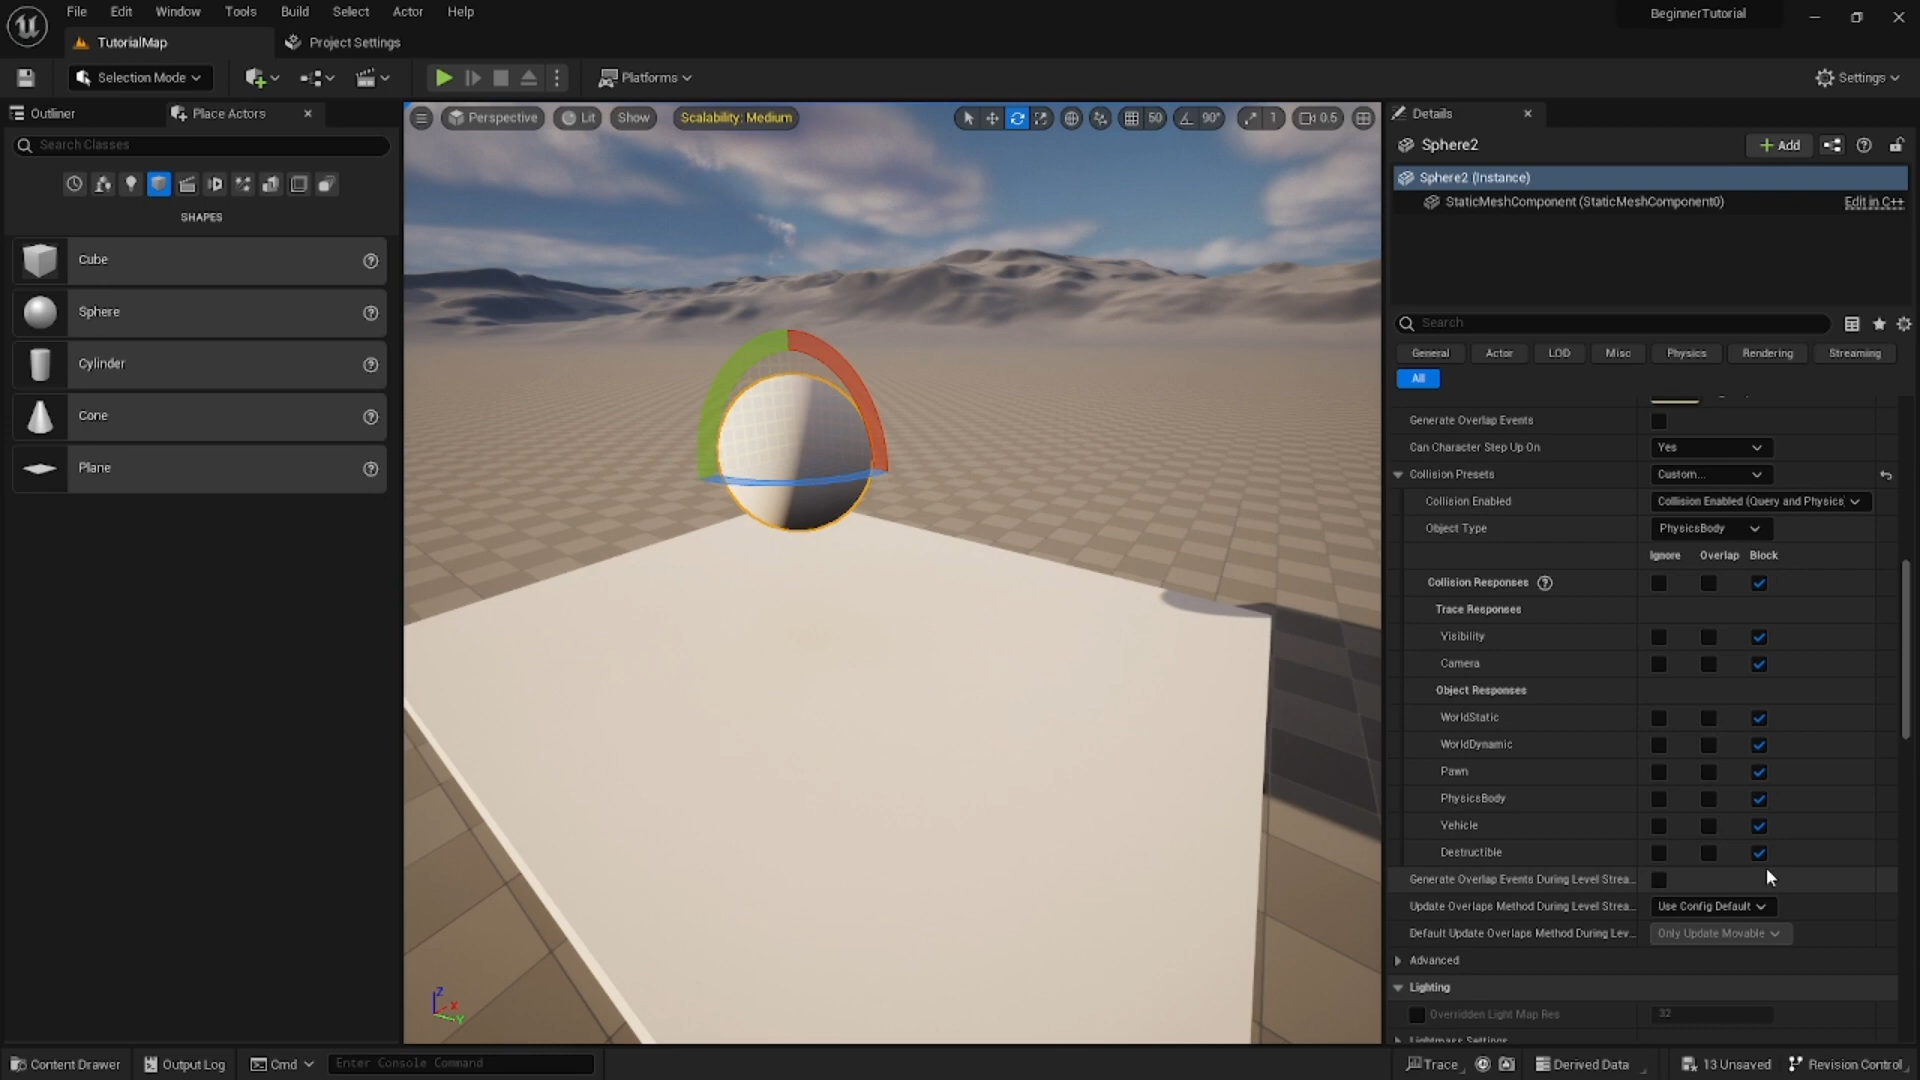 File Edit Window Tools Build Select Actor Help
BeginnerTutorial
TutorialMap
Project Settings
Selection Mode
Platforms
Settings
Outliner
Place Actors
Search Classes
SHAPES
Cube
Sphere
Cylinder
Cone
Plane
Perspective
Lit
Show
Scalability: Medium
50
90°
1
0.5
Details
Sphere2
Add
Sphere2 (Instance)
StaticMeshComponent (StaticMeshComponent0)
Edit in C++
Search
General Actor LOD Misc Physics Rendering Streaming
All
Generate Overlap Events
Can Character Step Up On Yes
Collision Presets Custom...
Collision Enabled Collision Enabled (Query and Physics)
Object Type PhysicsBody
Ignore Overlap Block
Collision Responses
Trace Responses
Visibility
Camera
Object Responses
WorldStatic
WorldDynamic
Pawn
PhysicsBody
Vehicle
Destructible
Generate Overlap Events During Level Strea...
Update Overlaps Method During Level Strea... Use Config Default
Default Update Overlaps Method During Lev... Only Update Movable
Advanced
Lighting
Overridden Light Map Res 32
Lightmass Settings
Z
X
Y
Content Drawer
Output Log
Cmd
Enter Console Command
Trace
Derived Data
13 Unsaved
Revision Control